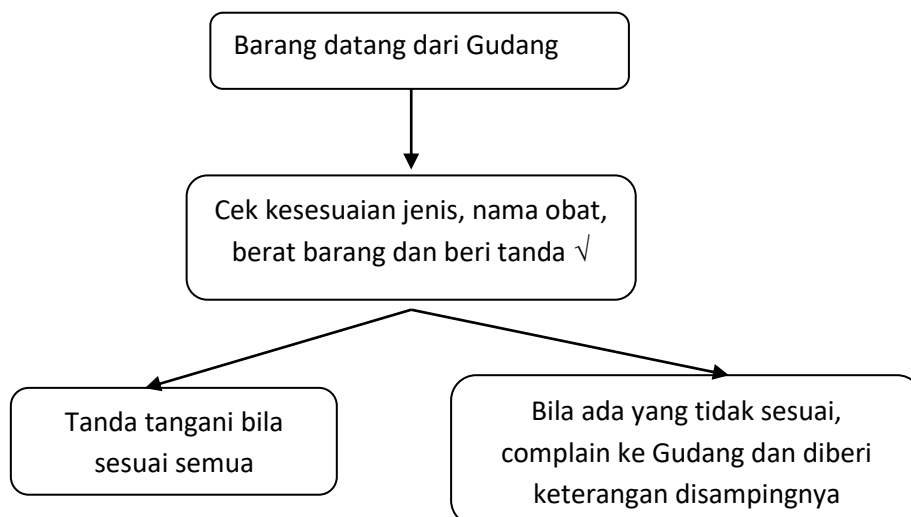 Barang datang dari Gudang
Cek kesesuaian jenis, nama obat,
berat barang dan beri tanda √
Tanda tangani bila
sesuai semua
Bila ada yang tidak sesuai,
complain ke Gudang dan diberi
keterangan disampingnya